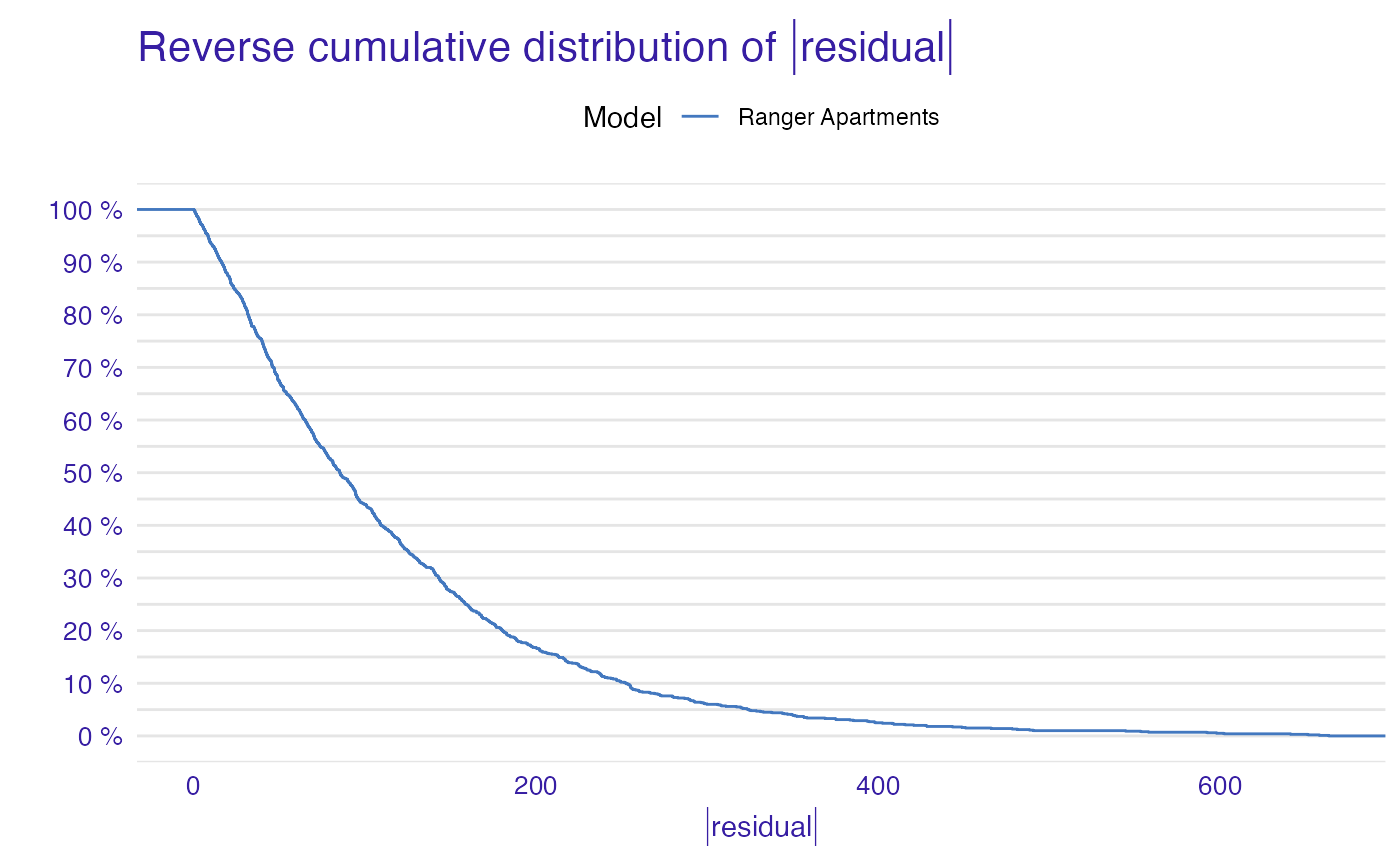 Reverse cumulative distribution of |residual|
Model Ranger Apartments
100 %
90 %
80 %
70 %
60 %
50 %
40 %
30 %
20 %
10 %
0 %
0 200 400 600
|residual|